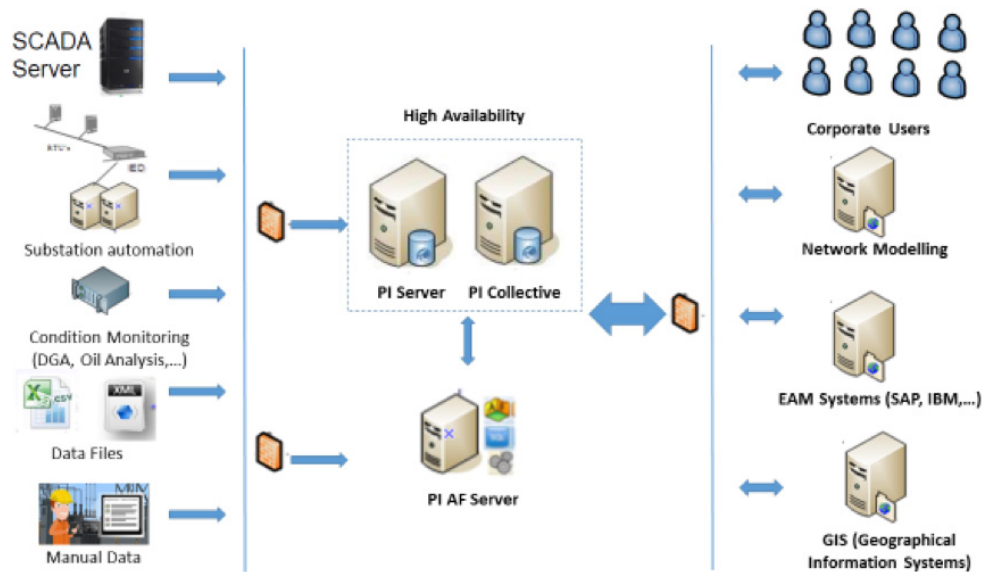 SCADA
Server
RTU's
IED
Substation automation
Condition Monitoring
(DGA, Oil Analysis,...)
CSV
XML
Data Files
Manual Data
High Availability
PI Server
PI Collective
PI AF Server
Corporate Users
Network Modelling
EAM Systems (SAP, IBM,...)
GIS (Geographical
Information Systems)